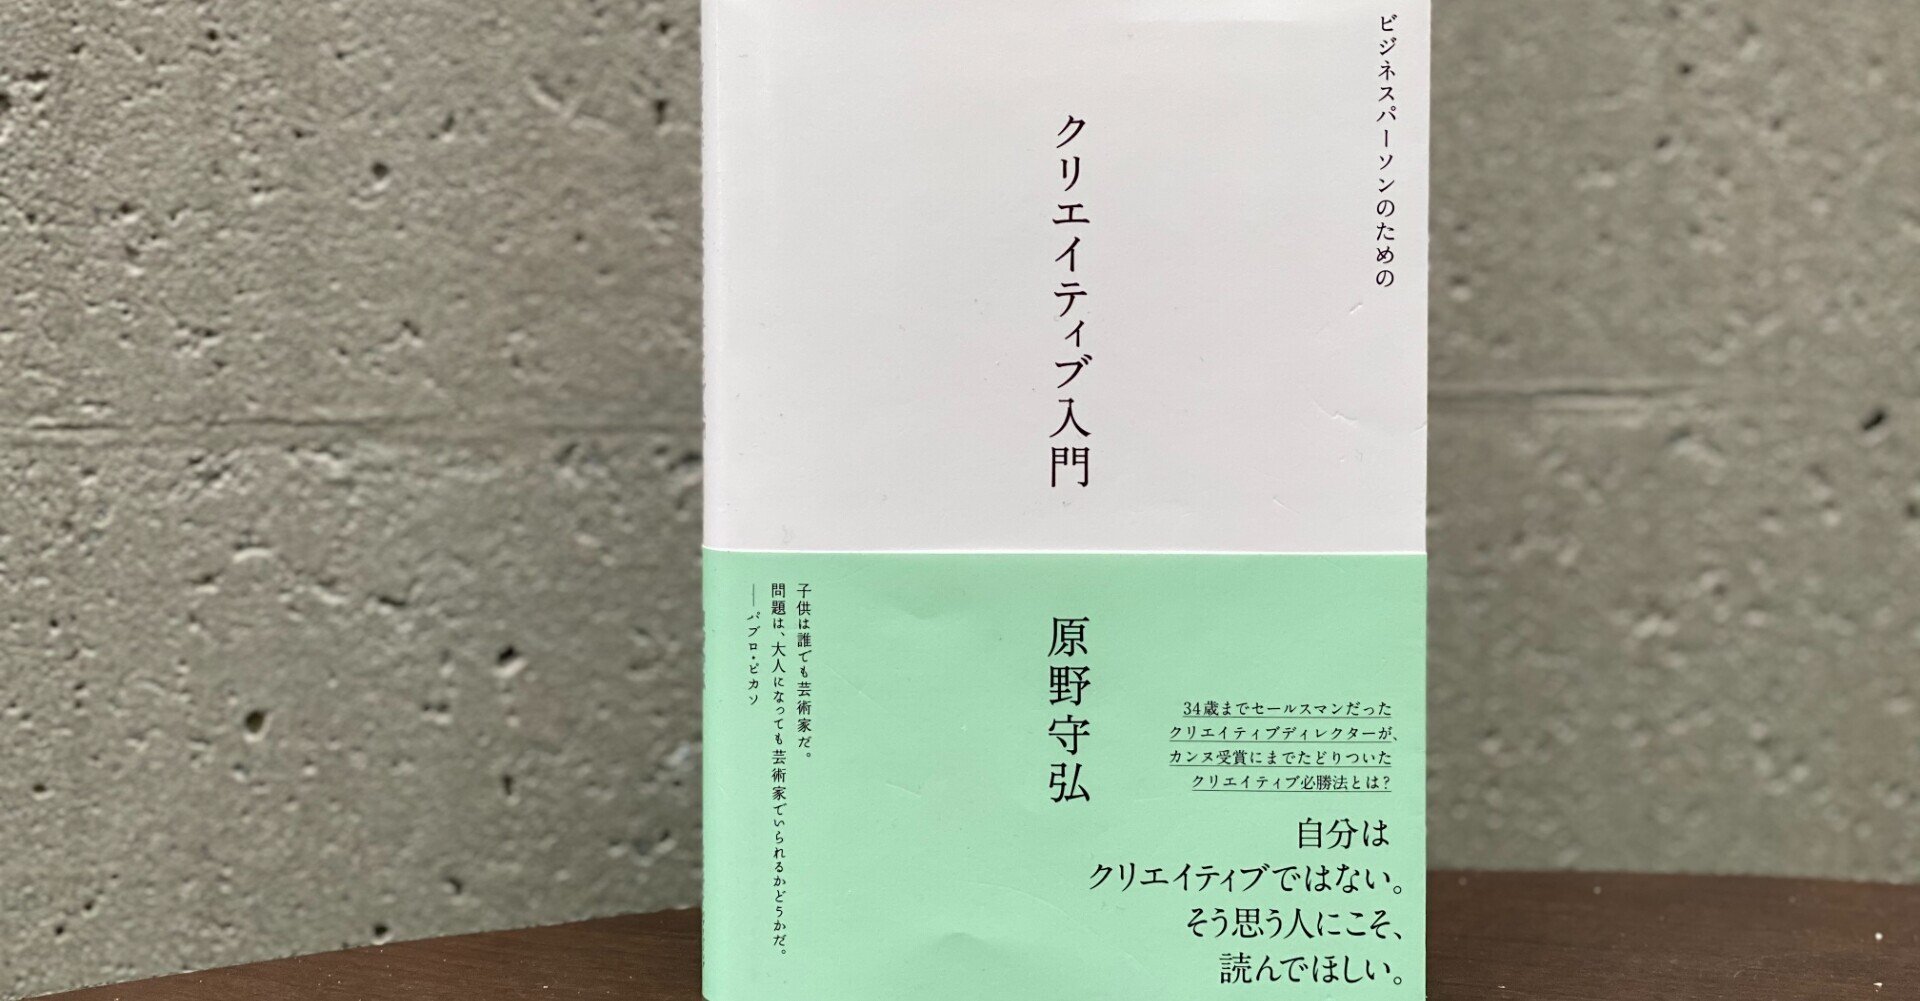 ビジネスパーソンのための
クリエイティブ入門
原野守弘
34歳までセールスマンだった
クリエイティブディレクターが、
カンヌ受賞にまでたどりついた
クリエイティブ必勝法とは?
自分は
クリエイティブではない。
そう思う人にこそ、
読んでほしい。
子供は誰でも芸術家だ。
問題は、大人になっても芸術家でいられるかどうかだ。
──パブロ・ピカソ